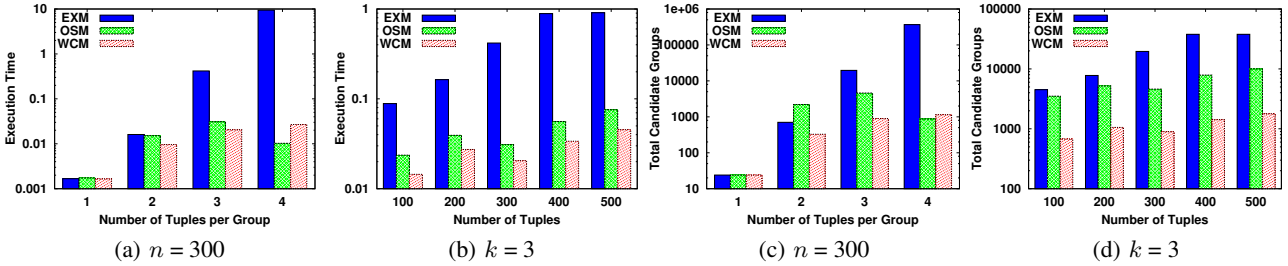 10
1
0.1
0.01
0.001
Execution Time
EXM
OSM
WCM
1 2 3 4
Number of Tuples per Group
(a) n = 300
1
0.1
0.01
Execution Time
EXM
OSM
WCM
100 200 300 400 500
Number of Tuples
(b) k = 3
1e+06
100000
10000
1000
100
10
Total Candidate Groups
EXM
OSM
WCM
1 2 3 4
Number of Tuples per Group
(c) n = 300
100000
10000
1000
100
Total Candidate Groups
EXM
OSM
WCM
100 200 300 400 500
Number of Tuples
(d) k = 3